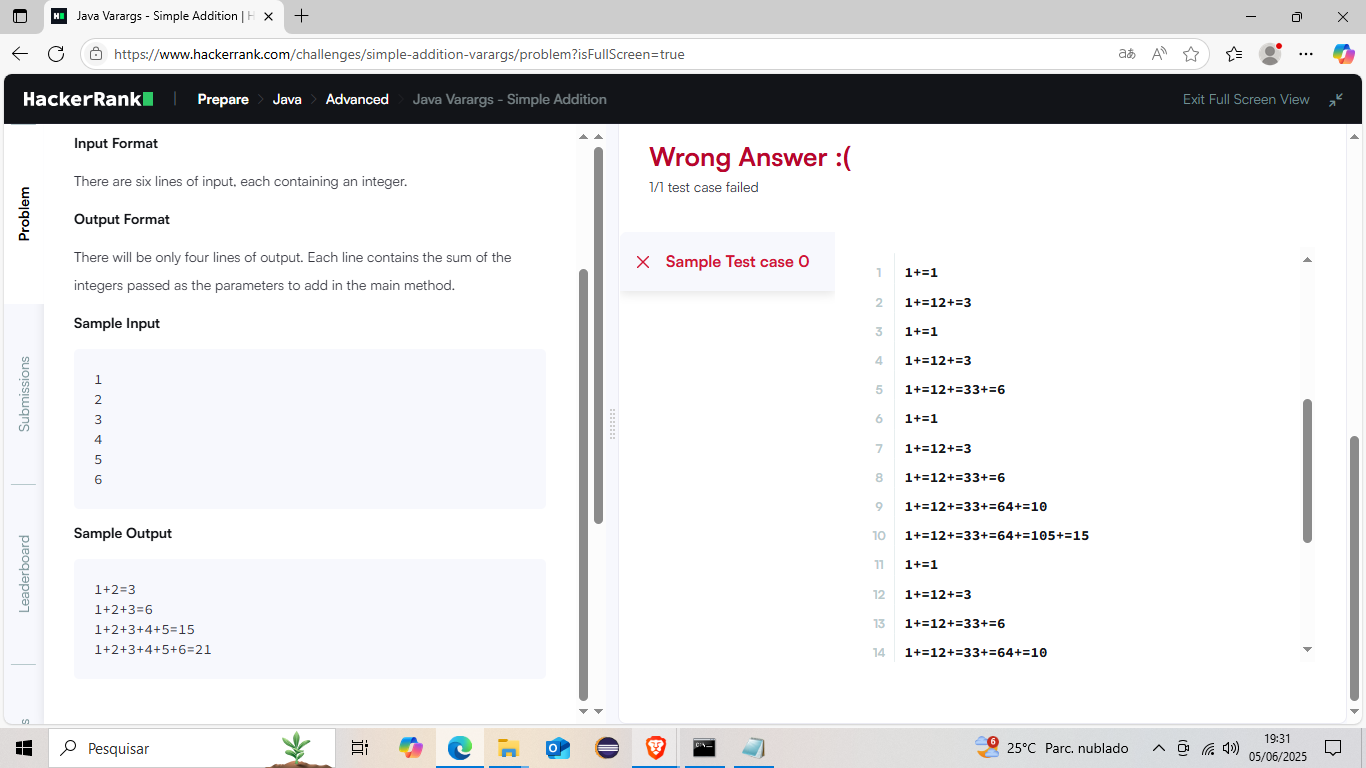 Java Varargs - Simple Addition | H
https://www.hackerrank.com/challenges/simple-addition-varargs/problem?isFullScreen=true
HackerRank
Prepare > Java > Advanced > Java Varargs - Simple Addition
Exit Full Screen View
Problem
Submissions
Leaderboard
Input Format
There are six lines of input, each containing an integer.
Output Format
There will be only four lines of output. Each line contains the sum of the
integers passed as the parameters to add in the main method.
Sample Input
1
2
3
4
5
6
Sample Output
1+2=3
1+2+3=6
1+2+3+4+5=15
1+2+3+4+5+6=21
Wrong Answer :(
1/1 test case failed
Sample Test case 0
1 1+=1
2 1+=12+=3
3 1+=1
4 1+=12+=3
5 1+=12+=33+=6
6 1+=1
7 1+=12+=3
8 1+=12+=33+=6
9 1+=12+=33+=64+=10
10 1+=12+=33+=64+=105+=15
11 1+=1
12 1+=12+=3
13 1+=12+=33+=6
14 1+=12+=33+=64+=10
Pesquisar
6
25°C Parc. nublado
19:31
05/06/2025